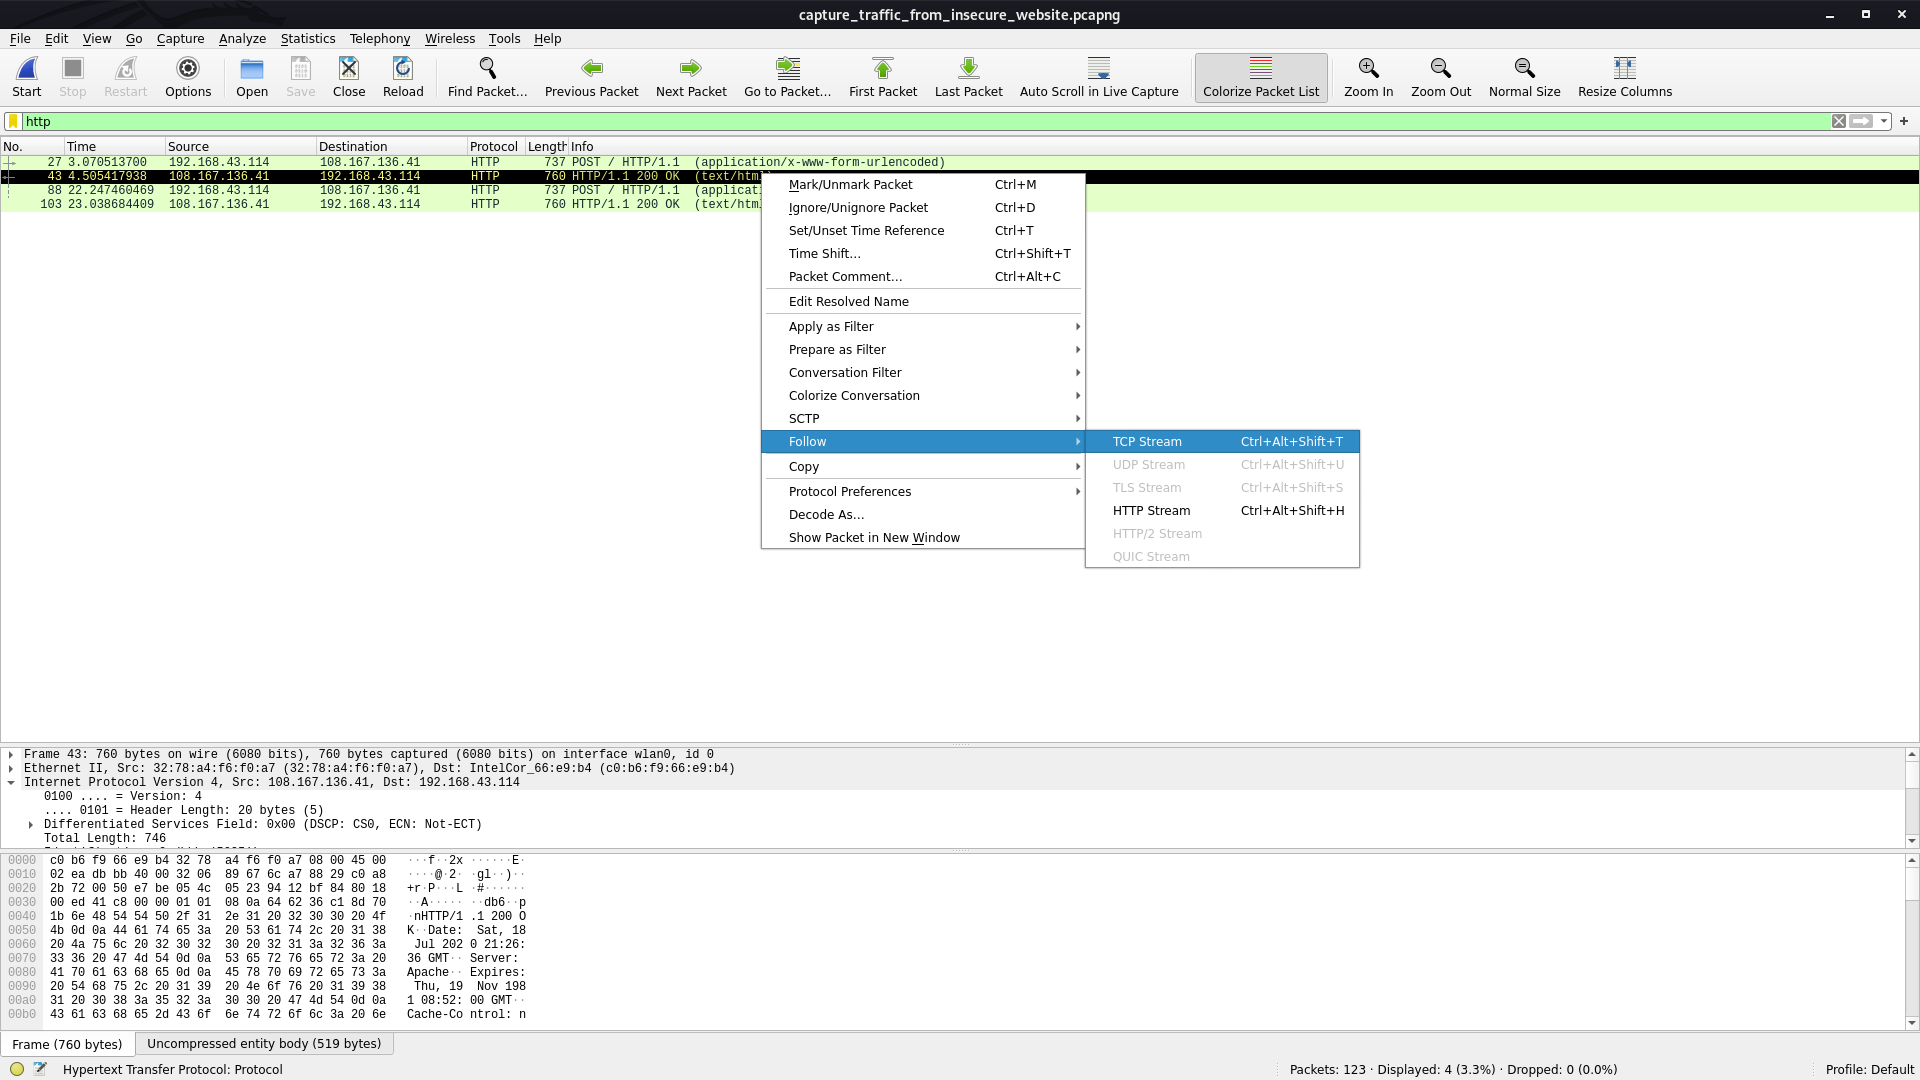 capture_traffic_from_insecure_website.pcapng
File Edit View Go Capture Analyze Statistics Telephony Wireless Tools Help
Start Stop Restart Options Open Save Close Reload Find Packet... Previous Packet Next Packet Go to Packet... First Packet Last Packet Auto Scroll in Live Capture Colorize Packet List Zoom In Zoom Out Normal Size Resize Columns
http
No. Time Source Destination Protocol Length Info
27 3.070513700 192.168.43.114 108.167.136.41 HTTP 737 POST / HTTP/1.1 (application/x-www-form-urlencoded)
43 4.505417938 108.167.136.41 192.168.43.114 HTTP 760 HTTP/1.1 200 OK (text/html)
88 22.247460469 192.168.43.114 108.167.136.41 HTTP 737 POST / HTTP/1.1 (applicat
103 23.038684409 108.167.136.41 192.168.43.114 HTTP 760 HTTP/1.1 200 OK (text/htm
Mark/Unmark Packet Ctrl+M
Ignore/Unignore Packet Ctrl+D
Set/Unset Time Reference Ctrl+T
Time Shift... Ctrl+Shift+T
Packet Comment... Ctrl+Alt+C
Edit Resolved Name
Apply as Filter
Prepare as Filter
Conversation Filter
Colorize Conversation
SCTP
Follow
Copy
Protocol Preferences
Decode As...
Show Packet in New Window
TCP Stream Ctrl+Alt+Shift+T
UDP Stream Ctrl+Alt+Shift+U
TLS Stream Ctrl+Alt+Shift+S
HTTP Stream Ctrl+Alt+Shift+H
HTTP/2 Stream
QUIC Stream
Frame 43: 760 bytes on wire (6080 bits), 760 bytes captured (6080 bits) on interface wlan0, id 0
Ethernet II, Src: 32:78:a4:f6:f0:a7 (32:78:a4:f6:f0:a7), Dst: IntelCor_66:e9:b4 (c0:b6:f9:66:e9:b4)
Internet Protocol Version 4, Src: 108.167.136.41, Dst: 192.168.43.114
0100 .... = Version: 4
.... 0101 = Header Length: 20 bytes (5)
Differentiated Services Field: 0x00 (DSCP: CS0, ECN: Not-ECT)
Total Length: 746
0000 c0 b6 f9 66 e9 b4 32 78 a4 f6 f0 a7 08 00 45 00 ···f··2x ······E·
0010 02 ea db bb 40 00 32 06 89 67 6c a7 88 29 c0 a8 ····@·2· ·gl··)··
0020 2b 72 00 50 e7 be 05 4c 05 23 94 12 bf 84 80 18 +r·P···L ·#······
0030 00 ed 41 c8 00 00 01 01 08 0a 64 62 36 c1 8d 70 ··A····· ··db6··p
0040 1b 6e 48 54 54 50 2f 31 2e 31 20 32 30 30 20 4f ·nHTTP/1 .1 200 O
0050 4b 0d 0a 44 61 74 65 3a 20 53 61 74 2c 20 31 38 K··Date: Sat, 18
0060 20 4a 75 6c 20 32 30 32 30 20 32 31 3a 32 36 3a Jul 202 0 21:26:
0070 33 36 20 47 4d 54 0d 0a 53 65 72 76 65 72 3a 20 36 GMT·· Server:
0080 41 70 61 63 68 65 0d 0a 45 78 70 69 72 65 73 3a Apache·· Expires:
0090 20 54 68 75 2c 20 31 39 20 4e 6f 76 20 31 39 38 Thu, 19 Nov 198
00a0 31 20 30 38 3a 35 32 3a 30 30 20 47 4d 54 0d 0a 1 08:52: 00 GMT··
00b0 43 61 63 68 65 2d 43 6f 6e 74 72 6f 6c 3a 20 6e Cache-Co ntrol: n
Frame (760 bytes) Uncompressed entity body (519 bytes)
Hypertext Transfer Protocol: Protocol Packets: 123 · Displayed: 4 (3.3%) · Dropped: 0 (0.0%) Profile: Default